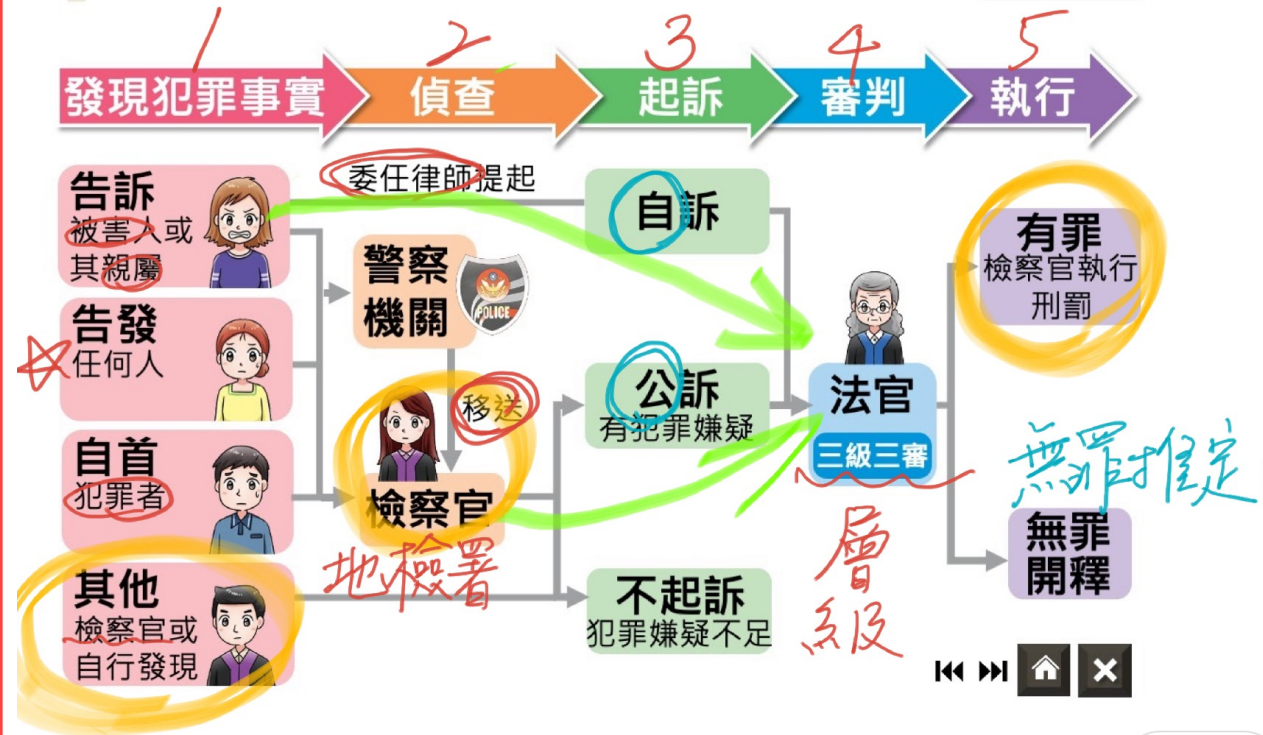 1 2 3 4 5
發現犯罪事實 偵查 起訴 審判 執行
告訴
被害人或
其親屬
告發
任何人
自首
犯罪者
其他
檢察官或
自行發現
委任律師提起
警察
機關
POLICE
移送
檢察官
地檢署
自訴
公訴
有犯罪嫌疑
不起訴
犯罪嫌疑不足
法官
三級三審
層
級
有罪
檢察官執行
刑罰
無罪推定
無罪
開釋